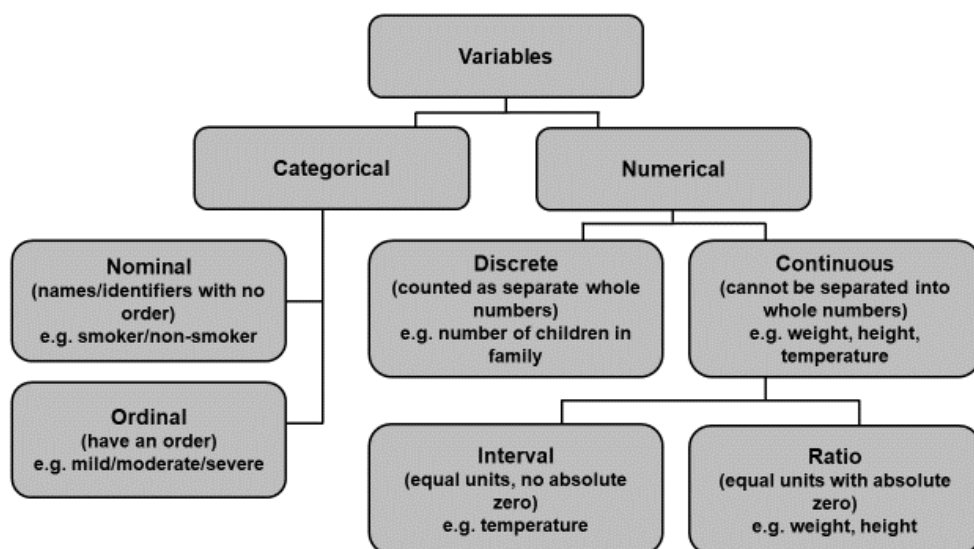 Variables
Categorical
Numerical
Nominal
(names/identifiers with no
order)
e.g. smoker/non-smoker
Discrete
(counted as separate whole
numbers)
e.g. number of children in
family
Continuous
(cannot be separated into
whole numbers)
e.g. weight, height,
temperature
Ordinal
(have an order)
e.g. mild/moderate/severe
Interval
(equal units, no absolute
zero)
e.g. temperature
Ratio
(equal units with absolute
zero)
e.g. weight, height